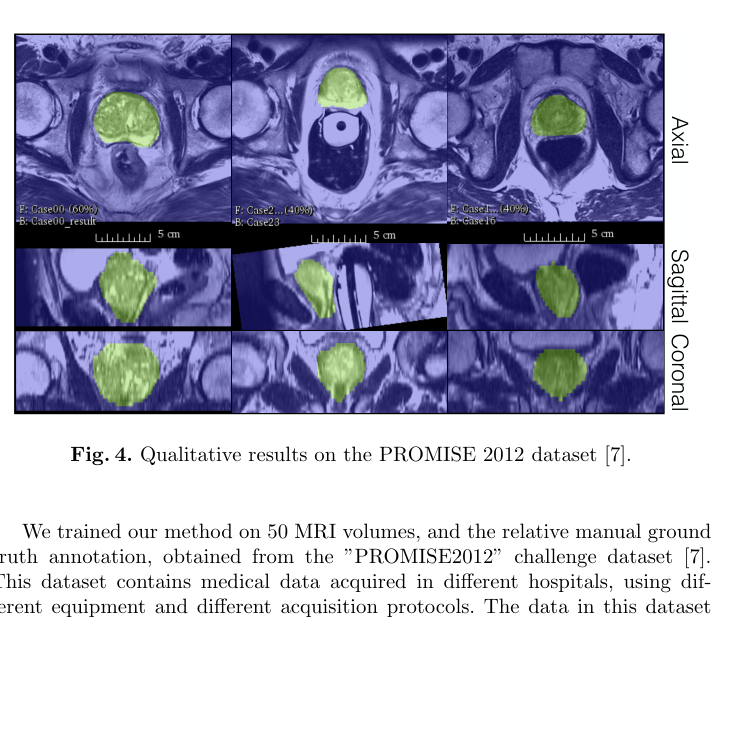 Axial
F: Case00 (60%)
B: Case00_result
5 cm
F: Case2...(40%)
B: Case23
5 cm
F: Case1...(40%)
B: Case16
5 cm
Sagittal
Coronal
Fig. 4. Qualitative results on the PROMISE 2012 dataset [7].
We trained our method on 50 MRI volumes, and the relative manual ground
ruth annotation, obtained from the ”PROMISE2012” challenge dataset [7].
This dataset contains medical data acquired in different hospitals, using dif-
erent equipment and different acquisition protocols. The data in this dataset